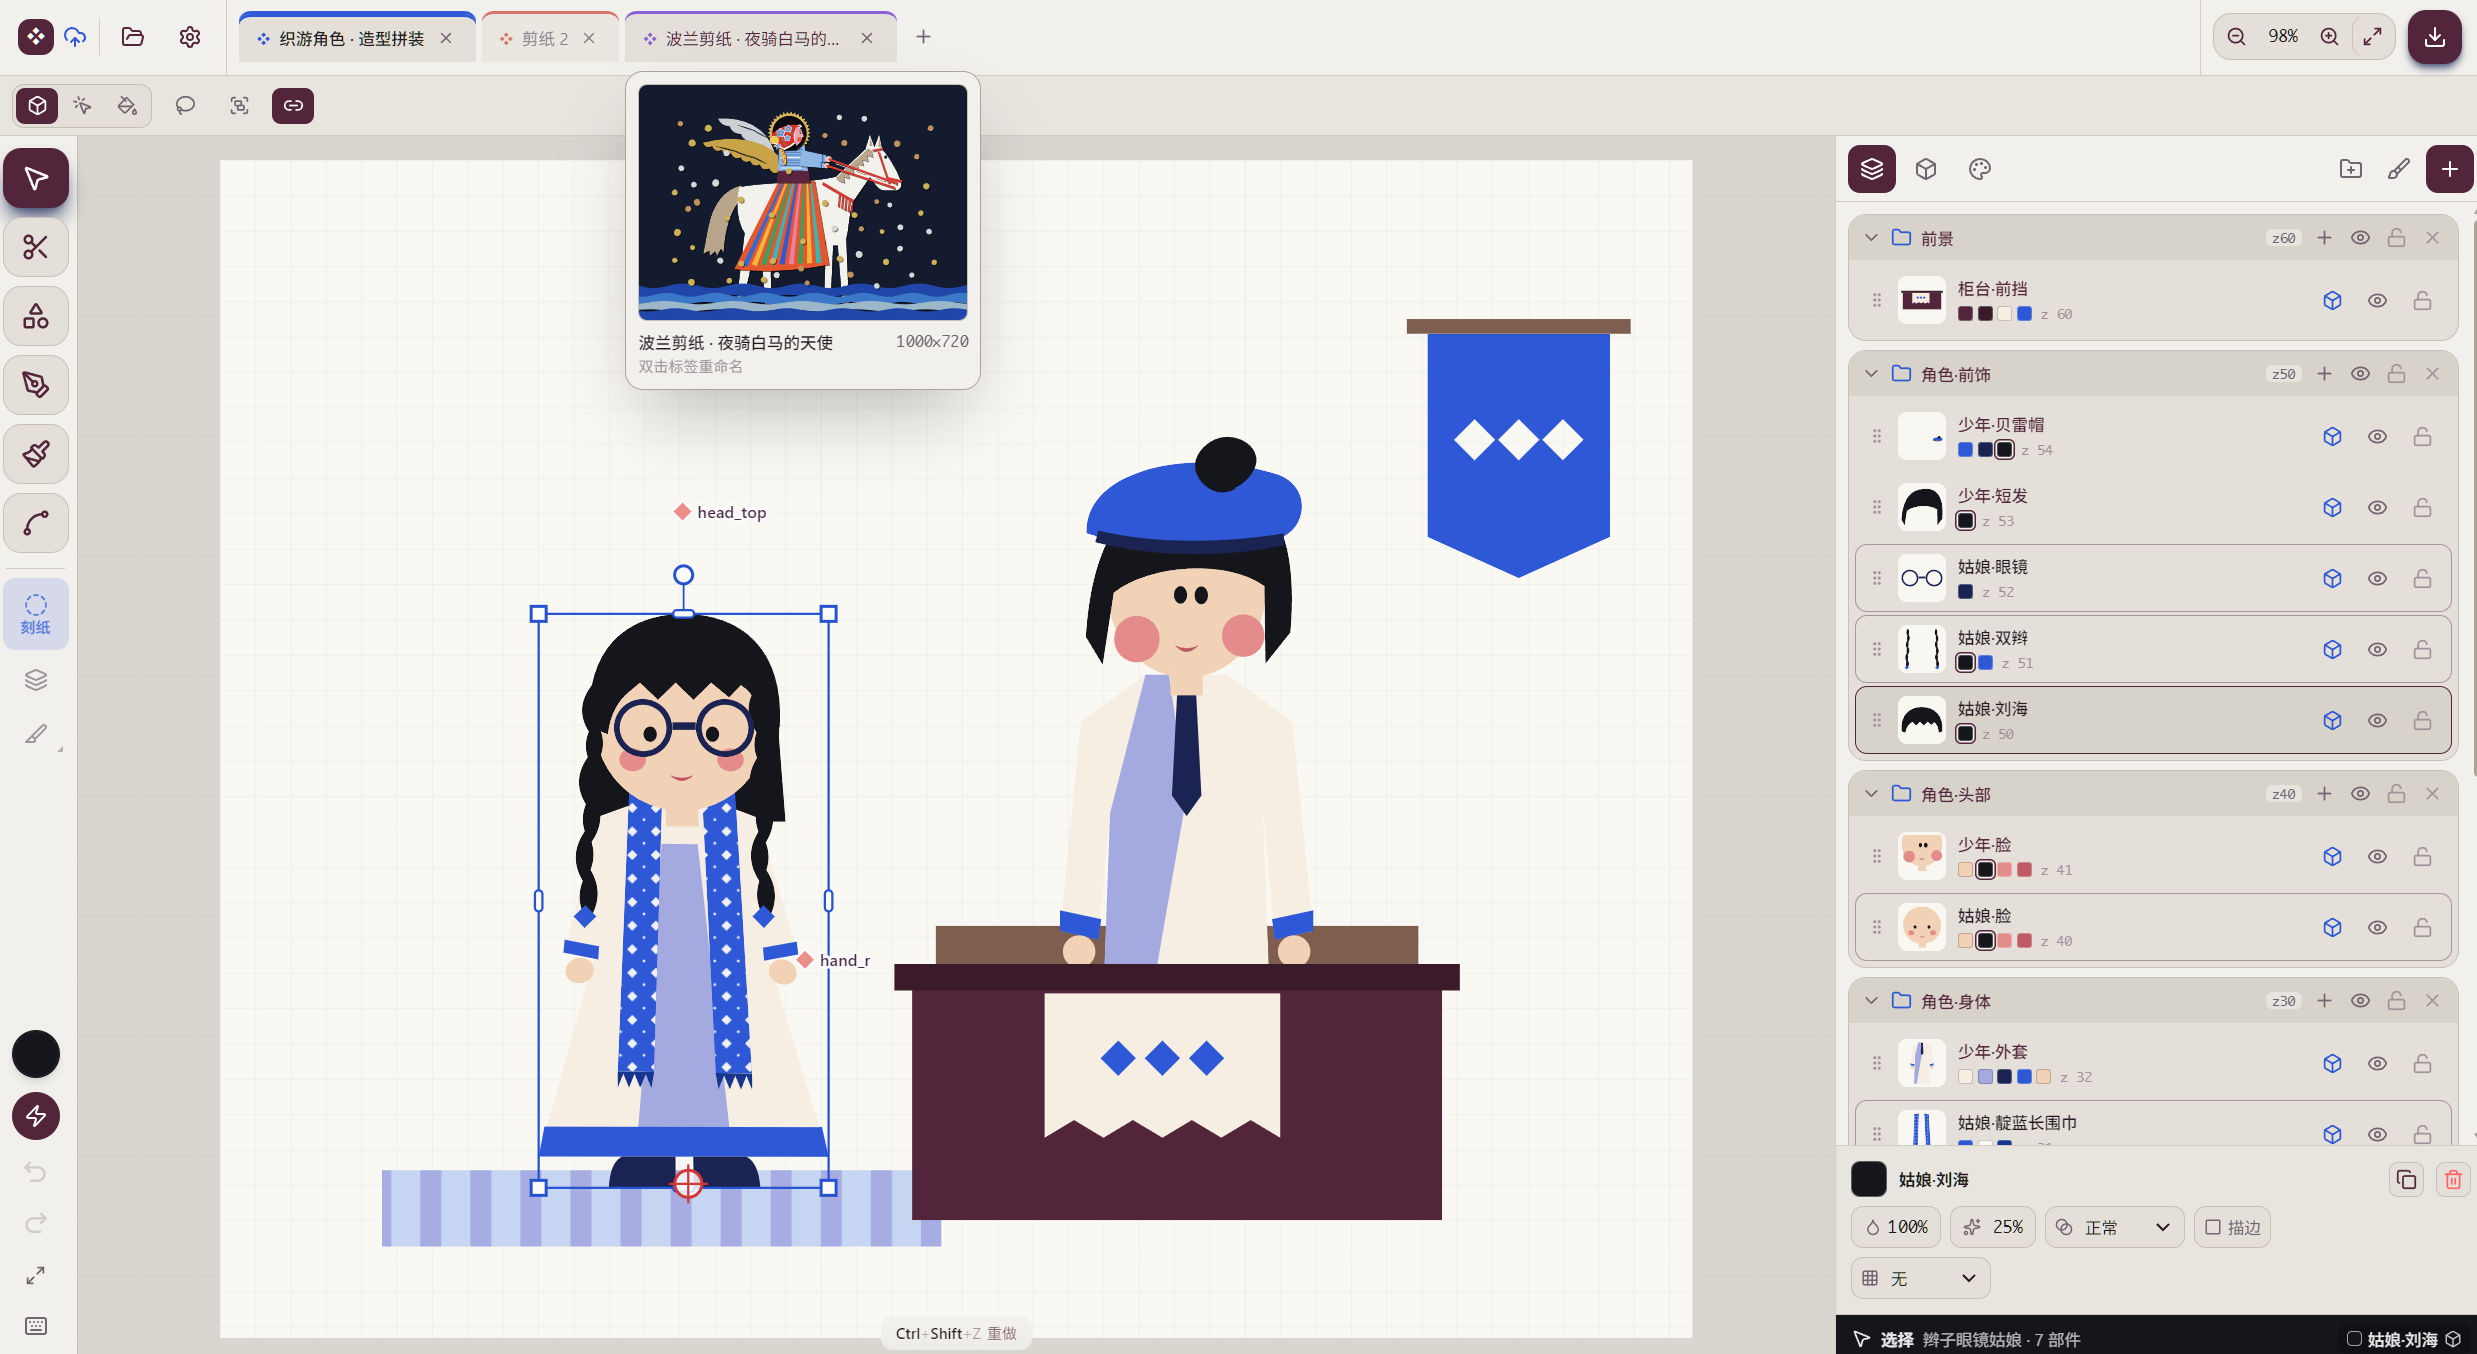 织游角色 · 造型拼装
剪纸 2
波兰剪纸 · 夜骑白马的...
98%
波兰剪纸 · 夜骑白马的天使
1000×720
双击标签重命名
刻纸
head_top
hand_r
Ctrl+Shift+Z 重做
前景
z60
柜台·前挡
z 60
角色·前饰
z50
少年·贝雷帽
z 54
少年·短发
z 53
姑娘·眼镜
z 52
姑娘·双辫
z 51
姑娘·刘海
z 50
角色·头部
z40
少年·脸
z 41
姑娘·脸
z 40
角色·身体
z30
少年·外套
z 32
姑娘·靛蓝长围巾
姑娘·刘海
100%
25%
正常
描边
无
选择 辫子眼镜姑娘 · 7 部件
姑娘·刘海